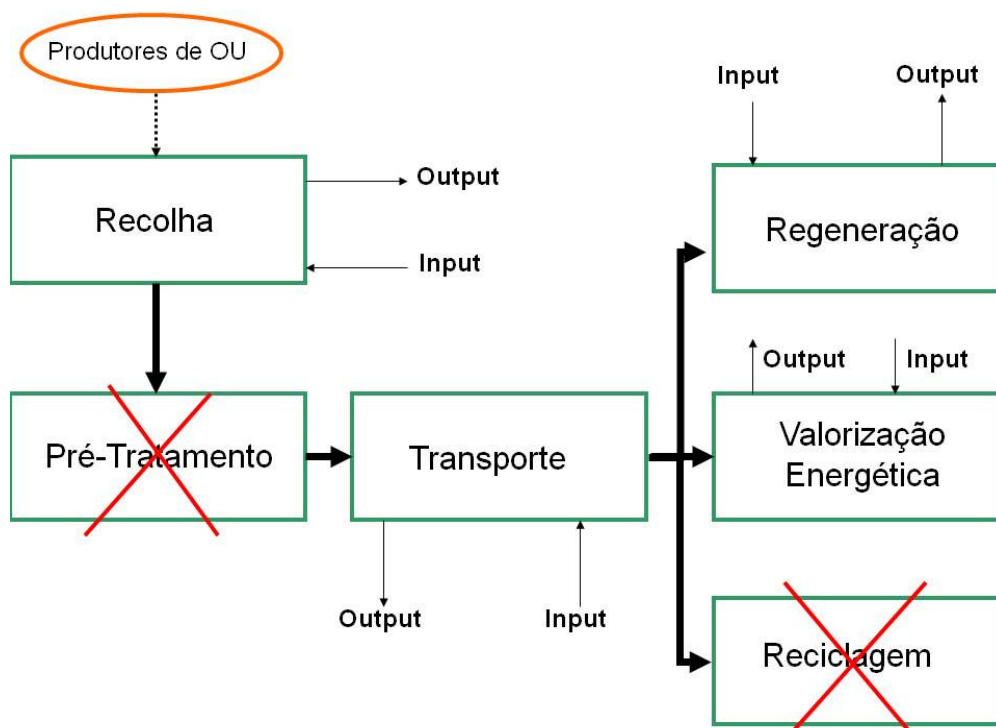 Produtores de OU
Input
Output
Output
Recolha
Regeneração
Input
Output
Input
Pré-Tratamento
Transporte
Valorização
Energética
Output
Input
Reciclagem